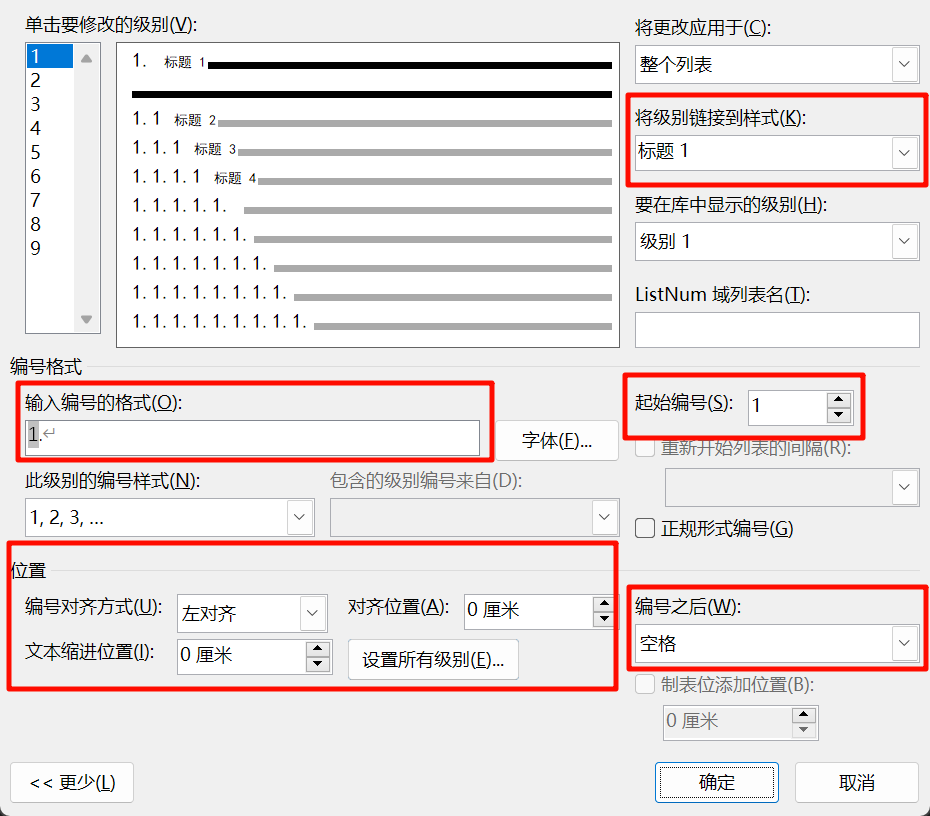 单击要修改的级别(V):
1
2
3
4
5
6
7
8
9
1. 标题 1
1.1 标题 2
1.1.1 标题 3
1.1.1.1 标题 4
1.1.1.1.1.
1.1.1.1.1.1.
1.1.1.1.1.1.1.
1.1.1.1.1.1.1.1.
1.1.1.1.1.1.1.1.1.
将更改应用于(C):
整个列表
将级别链接到样式(K):
标题 1
要在库中显示的级别(H):
级别 1
ListNum 域列表名(T):
编号格式
输入编号的格式(O):
1.↵
字体(F)...
起始编号(S): 1
重新开始列表的间隔(R):
此级别的编号样式(N):
1, 2, 3, ...
包含的级别编号来自(D):
正规形式编号(G)
位置
编号对齐方式(U): 左对齐
对齐位置(A): 0 厘米
文本缩进位置(I): 0 厘米
设置所有级别(E)...
编号之后(W):
空格
制表位添加位置(B):
0 厘米
<< 更少(L)
确定
取消